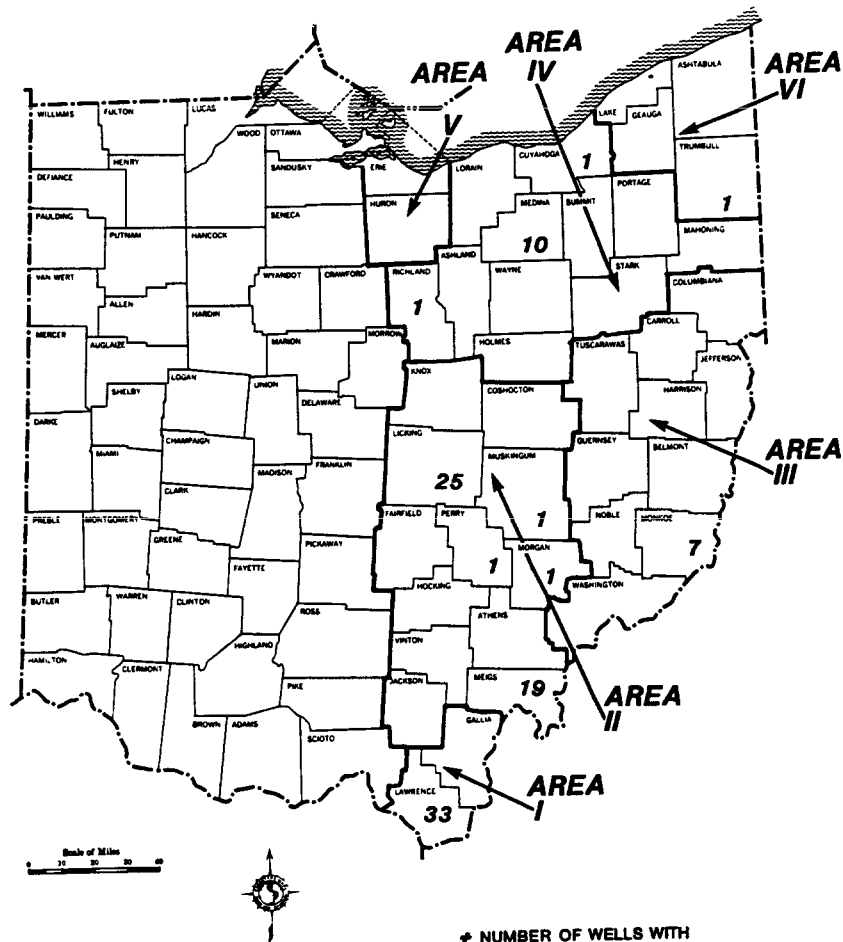 AREA
IV
AREA
V
AREA
VI
ASHTABULA
LAKE
GEAUGA
WILLIAMS
FULTON
LUCAS
WOOD
OTTAWA
CUYAHOGA
1
TRUMBULL
1
HENRY
SANDUSKY
ERIE
LORAIN
DEFIANCE
HURON
MEDINA
SUMMIT
PORTAGE
PAULDING
SENECA
10
PUTNAM
HANCOCK
MAHONING
ASHLAND
VAN WERT
WYANDOT
CRAWFORD
RICHLAND
1
WAYNE
STARK
COLUMBIANA
ALLEN
HARDIN
MERCER
AUGLAIZE
MARION
MORROW
HOLMES
TUSCARAWAS
CARROLL
JEFFERSON
LOGAN
UNION
KNOX
SHELBY
DELAWARE
COSHOCTON
HARRISON
DARKE
LICKING
MIAMI
CHAMPAIGN
MADISON
FRANKLIN
25
MUSKINGUM
GUERNSEY
BELMONT
AREA
III
CLARK
PREBLE
MONTGOMERY
GREENE
FAIRFIELD
PERRY
1
1
NOBLE
MONROE
7
FAYETTE
PICKAWAY
MORGAN
1
WASHINGTON
HOCKING
BUTLER
WARREN
CLINTON
ROSS
ATHENS
HIGHLAND
VINTON
HAMILTON
CLERMONT
PIKE
JACKSON
MEIGS
19
AREA
II
BROWN
ADAMS
SCIOTO
GALLIA
AREA
I
LAWRENCE
33
Scale of Miles
0 10 20 30 40
# NUMBER OF WELLS WITH